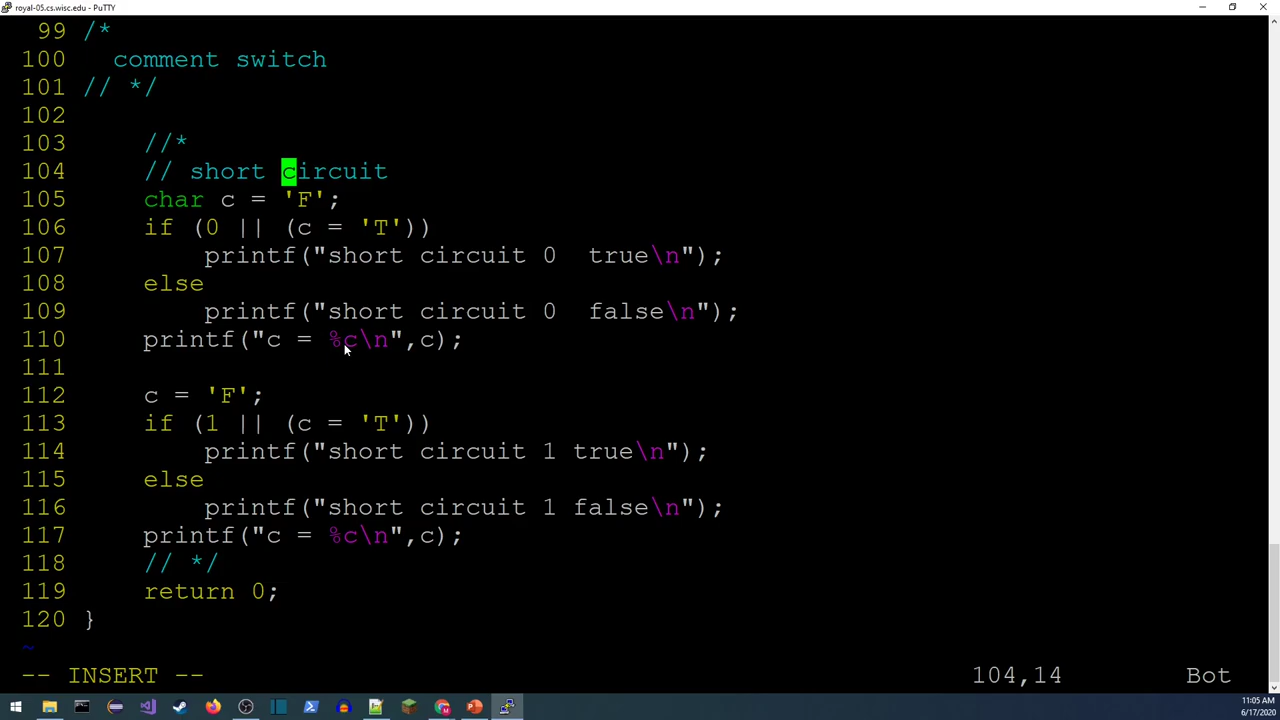 royal-05.cs.wisc.edu - PuTTY
99 /*
100   comment switch
101 // */
102
103     //*
104     // short circuit
105     char c = 'F';
106     if (0 || (c = 'T'))
107         printf("short circuit 0  true\n");
108     else
109         printf("short circuit 0  false\n");
110     printf("c = %c\n",c);
111
112     c = 'F';
113     if (1 || (c = 'T'))
114         printf("short circuit 1 true\n");
115     else
116         printf("short circuit 1 false\n");
117     printf("c = %c\n",c);
118     // */
119     return 0;
120 }
~
-- INSERT -- 104,14 Bot
11:05 AM
6/17/2020